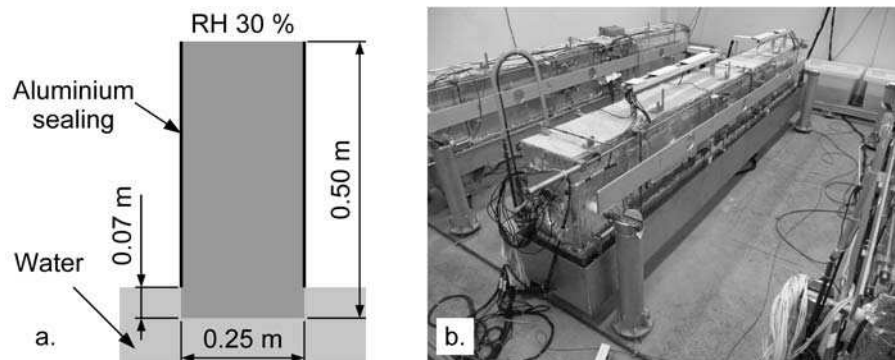 RH 30 %
Aluminium
sealing
0.07 m
0.50 m
Water
0.25 m
a.
b.